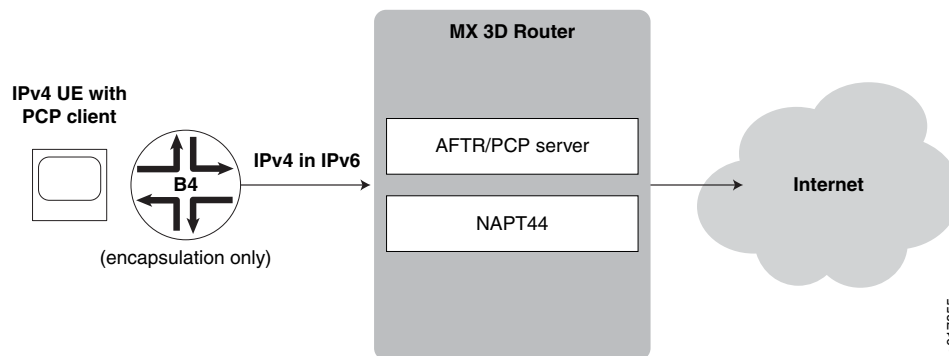 MX 3D Router
IPv4 UE with
PCP client
AFTR/PCP server
IPv4 in IPv6
B4
Internet
NAPT44
(encapsulation only)